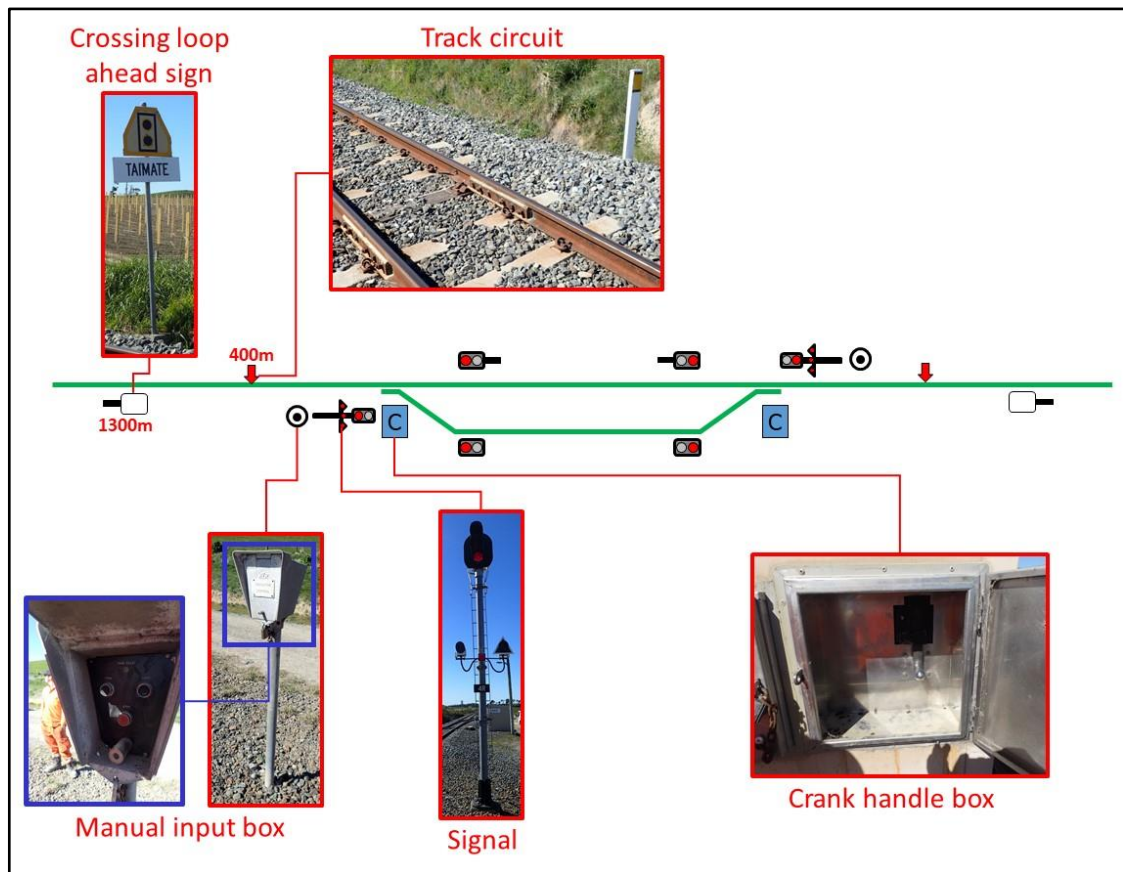 Crossing loop
ahead sign
Track circuit
TAIMATE
400m
1300m
C
C
Manual input box
Signal
Crank handle box